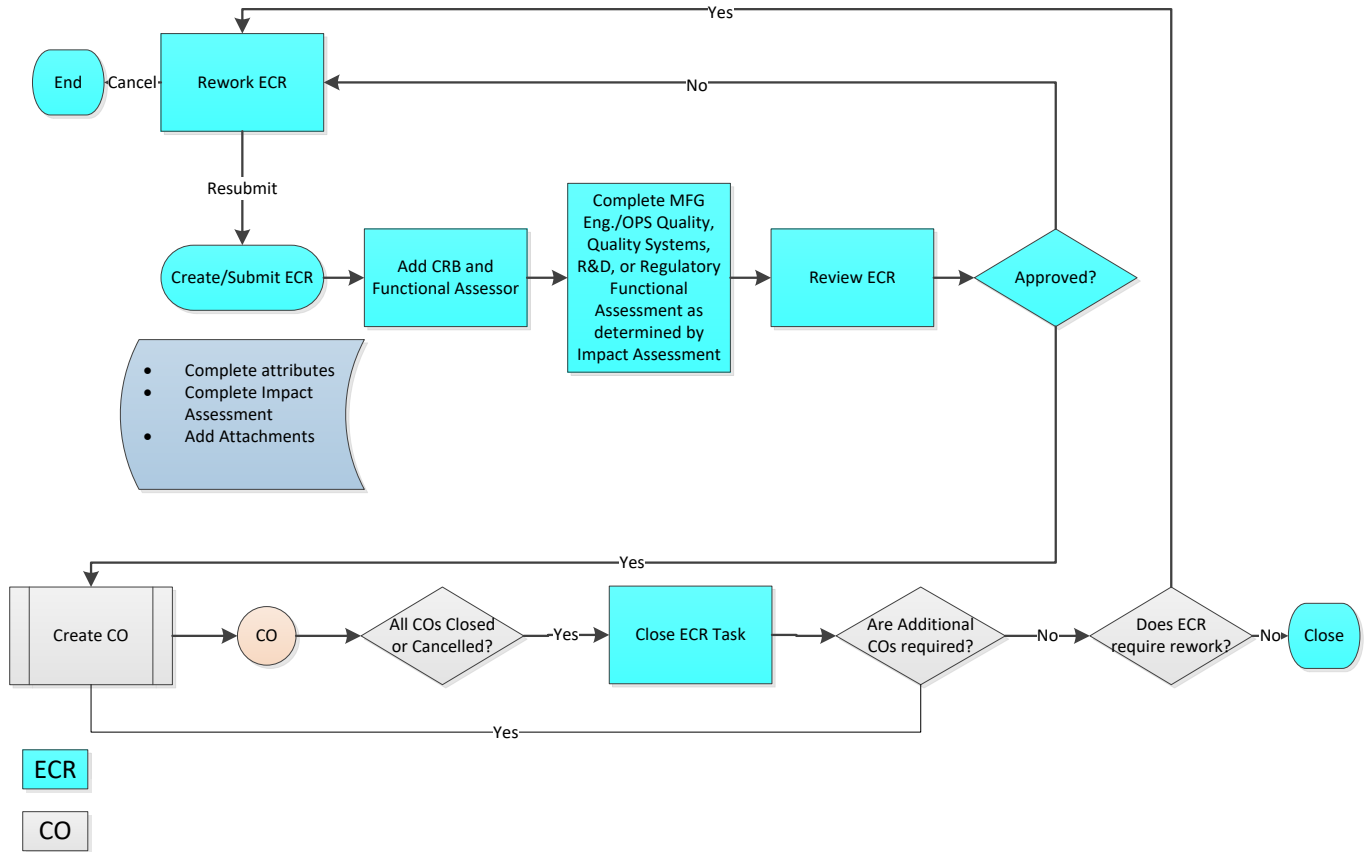 Yes
End
Cancel
Rework ECR
No
Resubmit
Create/Submit ECR
Add CRB and
Functional Assessor
Complete MFG
Eng./OPS Quality,
Quality Systems,
R&D, or Regulatory
Functional
Assessment as
determined by
Impact Assessment
Review ECR
Approved?
• Complete attributes
• Complete Impact
Assessment
• Add Attachments
Yes
Create CO
CO
All COs Closed
or Cancelled?
Yes
Close ECR Task
Are Additional
COs required?
No
Does ECR
require rework?
No
Close
Yes
ECR
CO